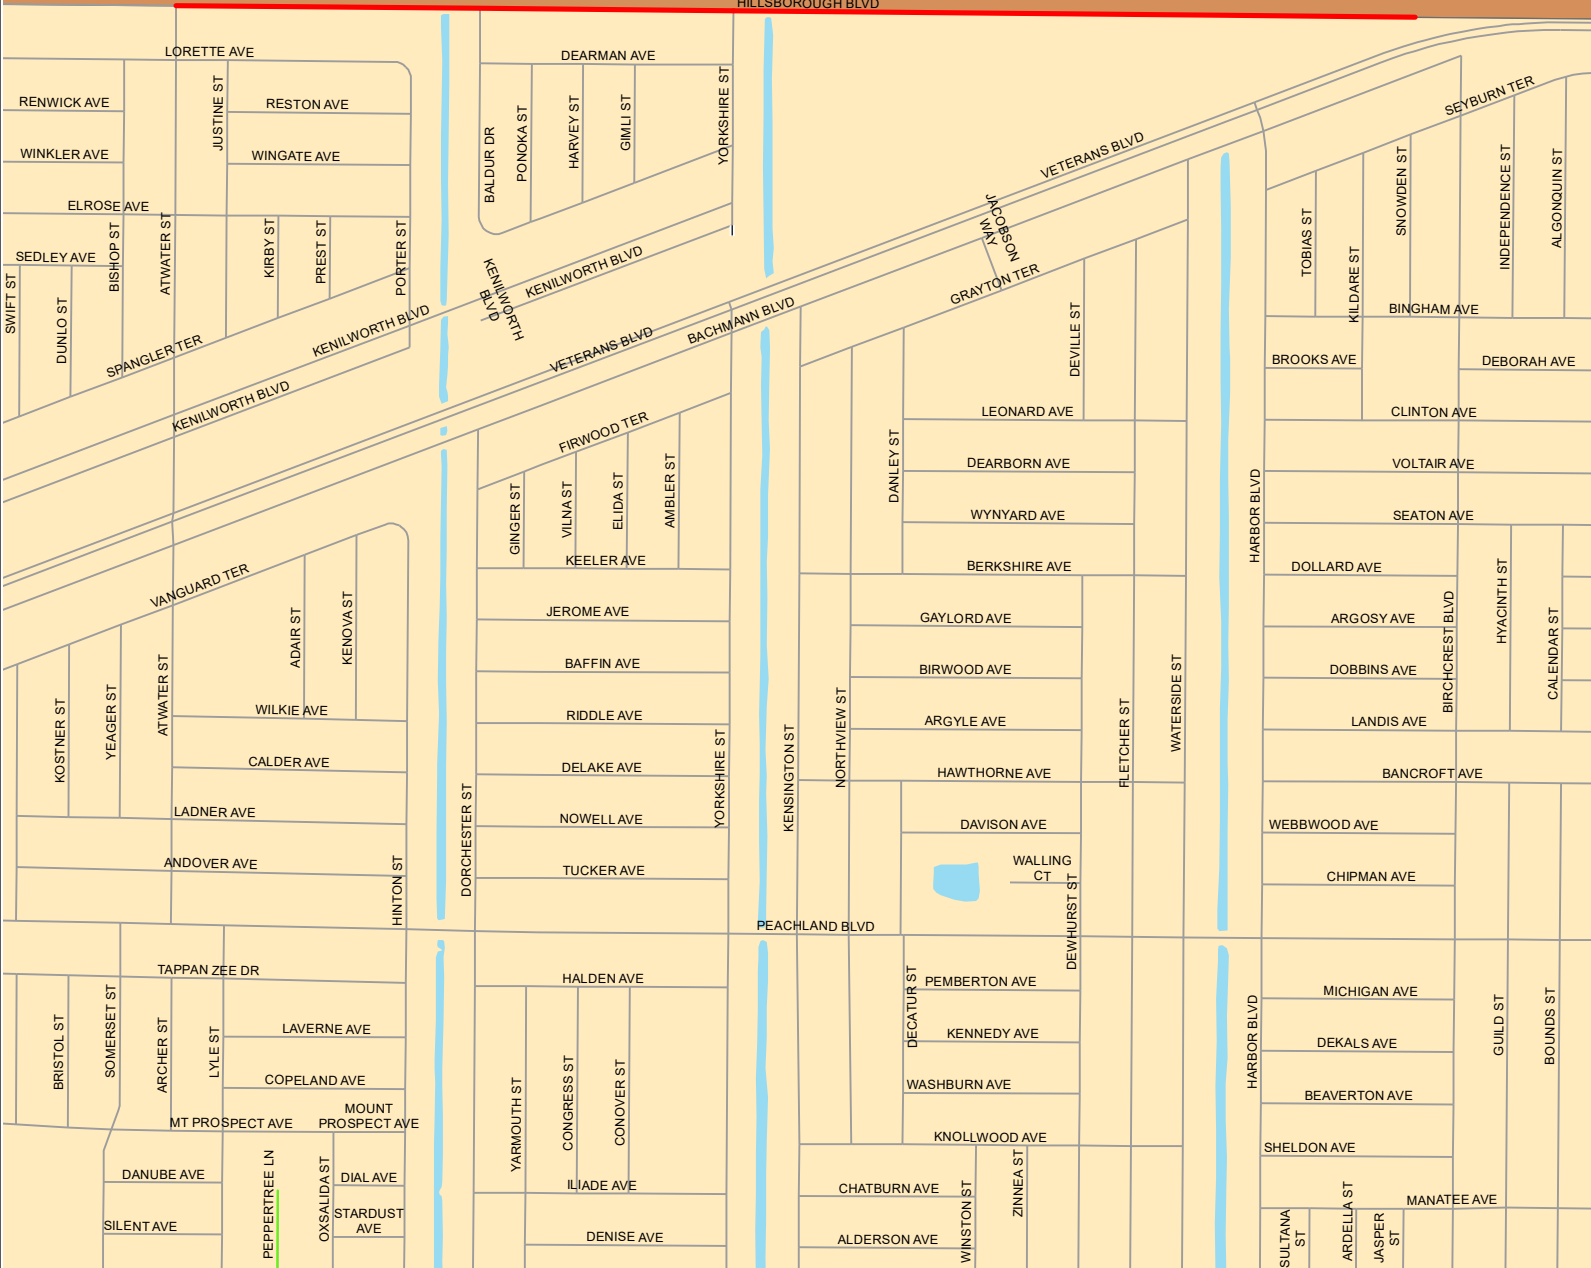 HILLSBOROUGH BLVD
LORETTE AVE
DEARMAN AVE
RENWICK AVE
JUSTINE ST
RESTON AVE
BALDUR DR
PONOKA ST
HARVEY ST
GIMLI ST
YORKSHIRE ST
SEYBURN TER
WINKLER AVE
WINGATE AVE
VETERANS BLVD
ELROSE AVE
BISHOP ST
ATWATER ST
KIRBY ST
PREST ST
PORTER ST
JACOBSON
WAY
TOBIAS ST
KILDARE ST
SNOWDEN ST
INDEPENDENCE ST
ALGONQUIN ST
SEDLEY AVE
SWIFT ST
DUNLO ST
KENILWORTH
BLVD
KENILWORTH BLVD
GRAYTON TER
SPANGLER TER
KENILWORTH BLVD
VETERANS BLVD
BACHMANN BLVD
DEVILLE ST
BINGHAM AVE
BROOKS AVE
DEBORAH AVE
KENILWORTH BLVD
FIRWOOD TER
DANLEY ST
LEONARD AVE
CLINTON AVE
DEARBORN AVE
VOLTAIR AVE
GINGER ST
VILNA ST
ELIDA ST
AMBLER ST
WYNYARD AVE
HARBOR BLVD
SEATON AVE
VANGUARD TER
KEELER AVE
BERKSHIRE AVE
DOLLARD AVE
ADAIR ST
KENOVA ST
JEROME AVE
GAYLORD AVE
ARGOSY AVE
BIRCHCREST BLVD
HYACINTH ST
CALENDAR ST
KOSTNER ST
YEAGER ST
ATWATER ST
BAFFIN AVE
BIRWOOD AVE
DOBBINS AVE
WILKIE AVE
RIDDLE AVE
ARGYLE AVE
LANDIS AVE
CALDER AVE
DELAKE AVE
YORKSHIRE ST
KENSINGTON ST
NORTHVIEW ST
HAWTHORNE AVE
FLETCHER ST
WATERSIDE ST
BANCROFT AVE
LADNER AVE
DORCHESTER ST
NOWELL AVE
DAVISON AVE
WEBBWOOD AVE
ANDOVER AVE
HINTON ST
TUCKER AVE
WALLING
CT
CHIPMAN AVE
PEACHLAND BLVD
DEWHURST ST
TAPPAN ZEE DR
HALDEN AVE
DECATUR ST
PEMBERTON AVE
MICHIGAN AVE
BRISTOL ST
SOMERSET ST
ARCHER ST
LYLE ST
LAVERNE AVE
KENNEDY AVE
HARBOR BLVD
DEKALS AVE
GUILD ST
BOUNDS ST
COPELAND AVE
YARMOUTH ST
CONGRESS ST
CONOVER ST
WASHBURN AVE
BEAVERTON AVE
MT PROSPECT AVE
MOUNT
PROSPECT AVE
KNOLLWOOD AVE
SHELDON AVE
DANUBE AVE
PEPPERTREE LN
OXSALIDA ST
DIAL AVE
ILIADE AVE
CHATBURN AVE
WINSTON ST
ZINNEA ST
MANATEE AVE
SILENT AVE
STARDUST
AVE
DENISE AVE
ALDERSON AVE
SULTANA
ST
ARDELLA ST
JASPER
ST